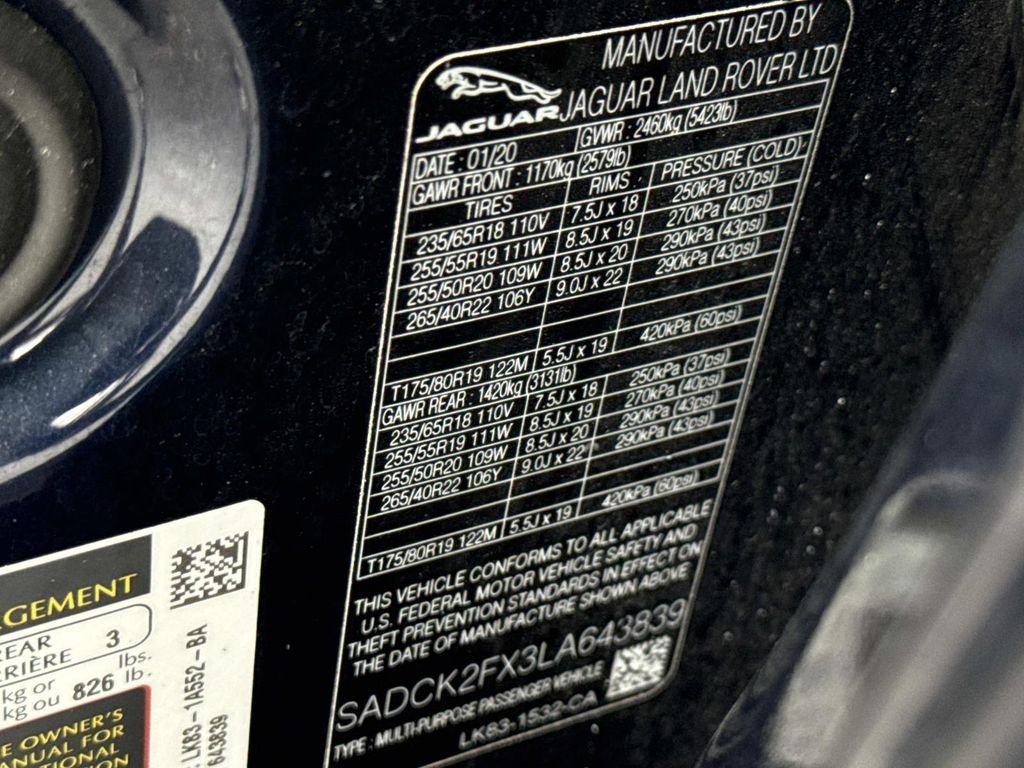 MANUFACTURED BY
JAGUAR JAGUAR LAND ROVER LTD
DATE : 01/20 GVWR : 2460kg (5423lb)
GAWR FRONT : 1170kg (2579lb)
TIRES RIMS PRESSURE (COLD)
235/65R18 110V 7.5J x 18 250kPa (37psi)
255/55R19 111W 8.5J x 19 270kPa (40psi)
255/50R20 109W 8.5J x 20 290kPa (43psi)
265/40R22 106Y 9.0J x 22 290kPa (43psi)
T175/80R19 122M 5.5J x 19 420kPa (60psi)
GAWR REAR : 1420kg (3131lb)
235/65R18 110V 7.5J x 18 250kPa (37psi)
255/55R19 111W 8.5J x 19 270kPa (40psi)
255/50R20 109W 8.5J x 20 290kPa (43psi)
265/40R22 106Y 9.0J x 22 290kPa (43psi)
T175/80R19 122M 5.5J x 19 420kPa (60psi)
THIS VEHICLE CONFORMS TO ALL APPLICABLE
U.S. FEDERAL MOTOR VEHICLE SAFETY AND
THEFT PREVENTION STANDARDS IN EFFECT ON
THE DATE OF MANUFACTURE SHOWN ABOVE
SADCK2FX3LA643839
TYPE : MULTI-PURPOSE PASSENGER VEHICLE
LK83-1532-CA
GEMENT
REAR 3
RIÈRE
kg or lbs.
kg ou 826 lb.
E OWNER'S
ANUAL FOR
TIONAL
: LK83-1A552-BA
643839